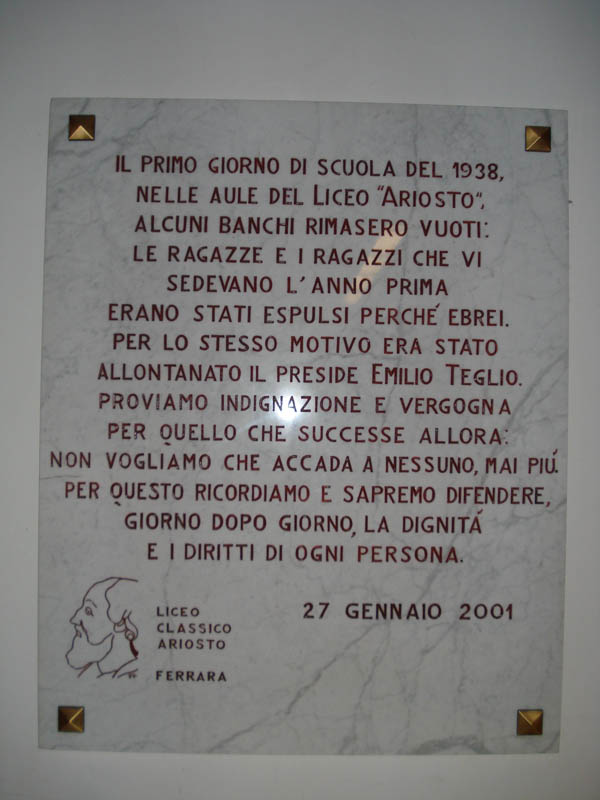 IL PRIMO GIORNO DI SCUOLA DEL 1938,
NELLE AULE DEL LICEO "ARIOSTO",
ALCUNI BANCHI RIMASERO VUOTI:
LE RAGAZZE E I RAGAZZI CHE VI
SEDEVANO L'ANNO PRIMA
ERANO STATI ESPULSI PERCHÉ EBREI.
PER LO STESSO MOTIVO ERA STATO
ALLONTANATO IL PRESIDE EMILIO TEGLIO.
PROVIAMO INDIGNAZIONE E VERGOGNA
PER QUELLO CHE SUCCESSE ALLORA:
NON VOGLIAMO CHE ACCADA A NESSUNO, MAI PIÚ.
PER QUESTO RICORDIAMO E SAPREMO DIFENDERE,
GIORNO DOPO GIORNO, LA DIGNITÁ
E I DIRITTI DI OGNI PERSONA.
27 GENNAIO 2001
LICEO
CLASSICO
ARIOSTO
FERRARA